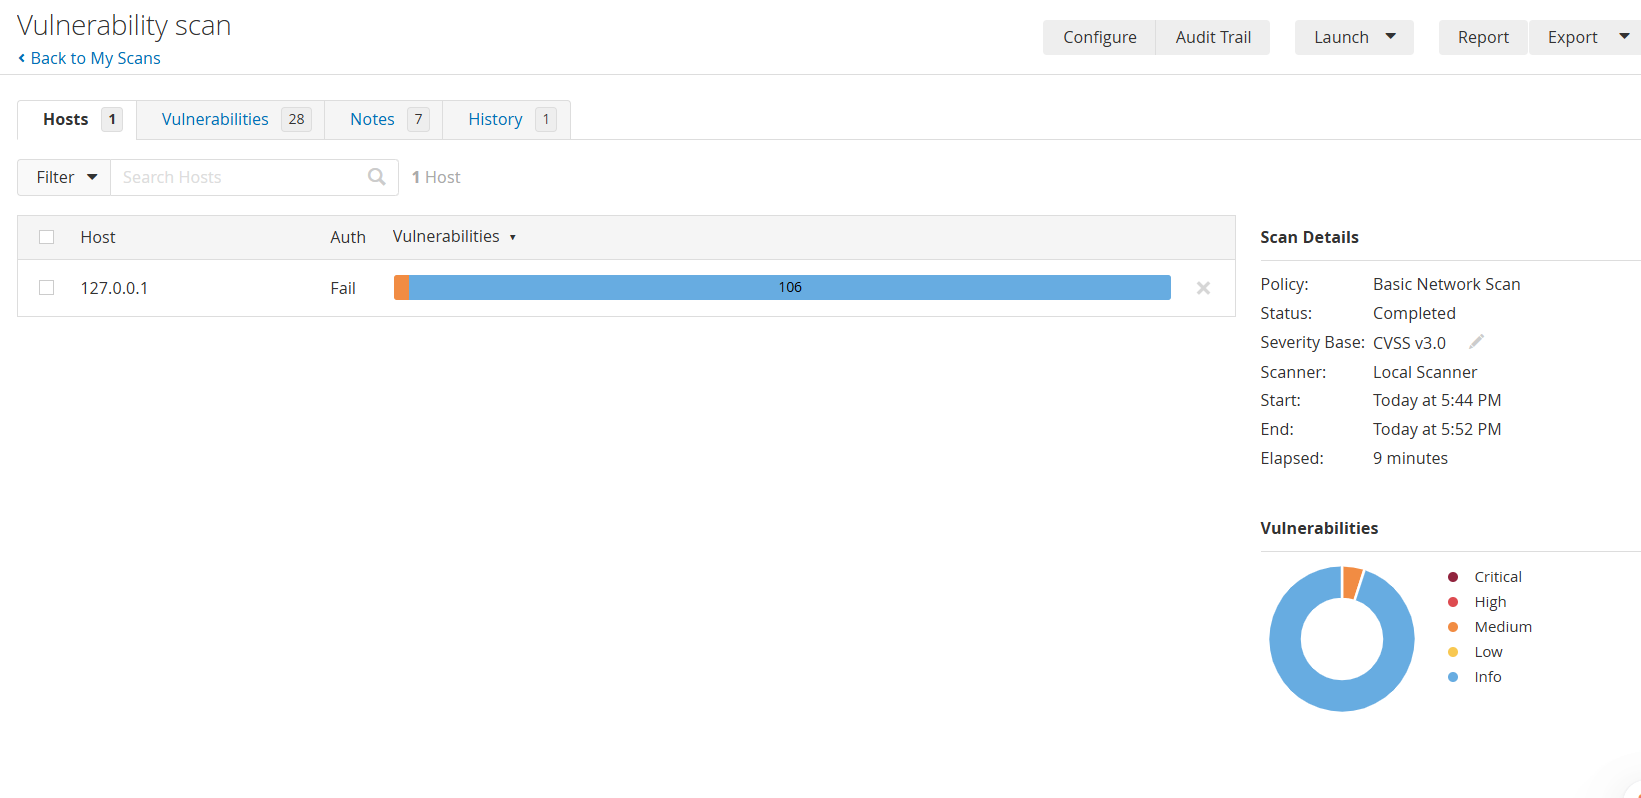 Vulnerability scan
Back to My Scans
Configure Audit Trail Launch Report Export
Hosts 1 Vulnerabilities 28 Notes 7 History 1
Filter Search Hosts 1 Host
Host Auth Vulnerabilities
127.0.0.1 Fail 106
Scan Details
Policy: Basic Network Scan
Status: Completed
Severity Base: CVSS v3.0
Scanner: Local Scanner
Start: Today at 5:44 PM
End: Today at 5:52 PM
Elapsed: 9 minutes
Vulnerabilities
Critical
High
Medium
Low
Info